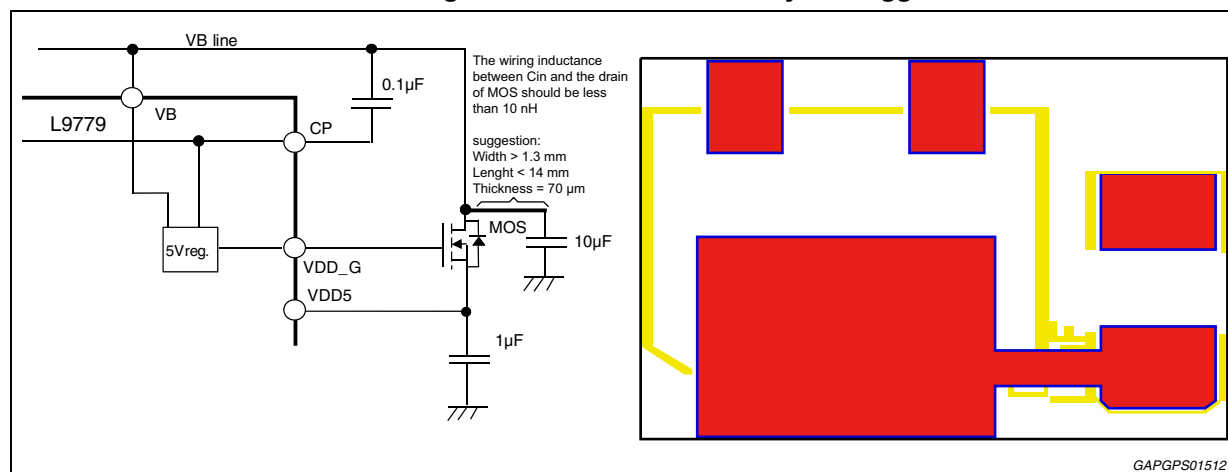 VB line
The wiring inductance
between Cin and the drain
of MOS should be less
than 10 nH
0.1µF
VB
L9779
CP
suggestion:
Width > 1.3 mm
Lenght < 14 mm
Thickness = 70 µm
MOS
10µF
5Vreg.
VDD_G
VDD5
1µF
GAPGPS01512